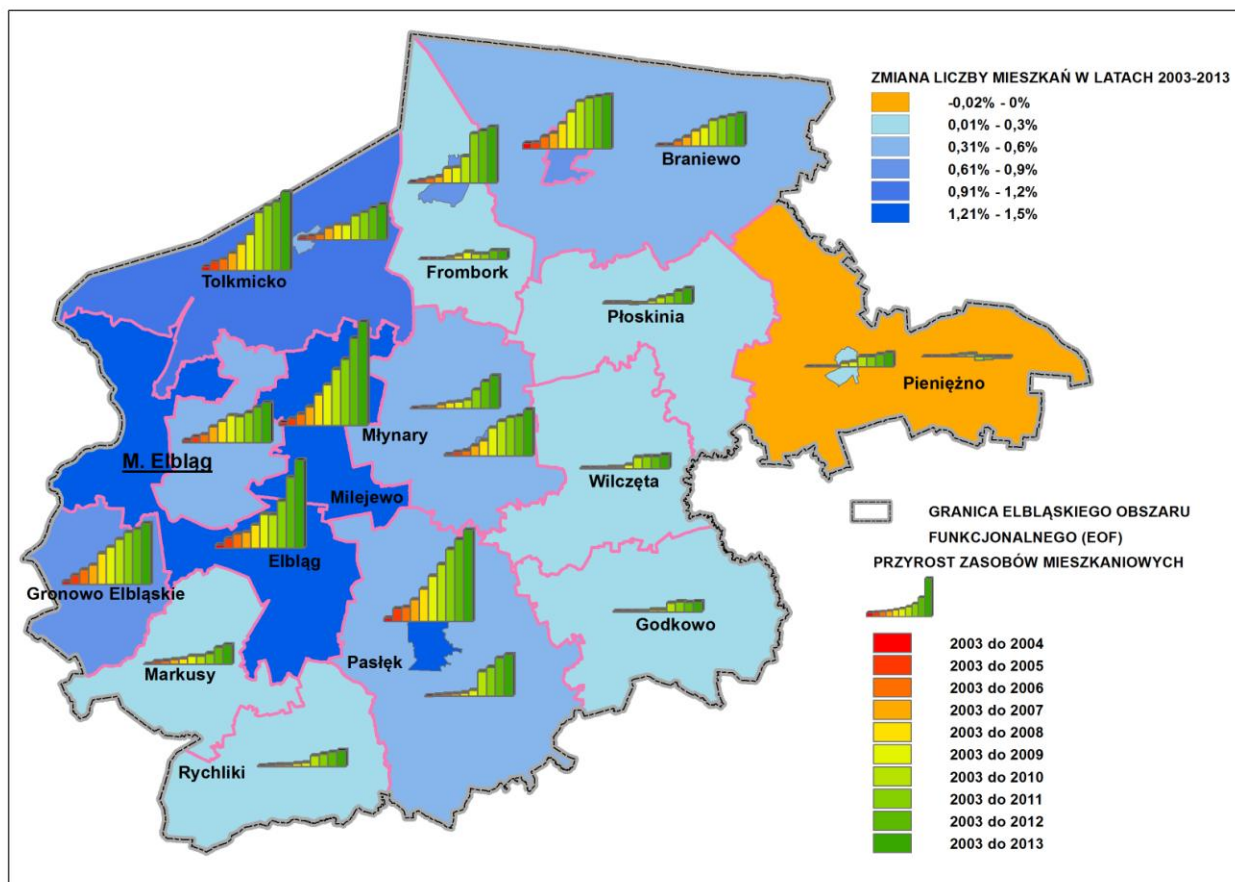 ZMIANA LICZBY MIESZKAŃ W LATACH 2003-2013
-0,02% - 0%
0,01% - 0,3%
0,31% - 0,6%
0,61% - 0,9%
0,91% - 1,2%
1,21% - 1,5%
Braniewo
Frombork
Tolkmicko
Płoskinia
Pieniężno
Młynary
M. Elbląg
Wilczęta
Milejewo
Elbląg
Gronowo Elbląskie
Godkowo
Pasłęk
Markusy
Rychliki
GRANICA ELBLĄSKIEGO OBSZARU
FUNKCJONALNEGO (EOF)
PRZYROST ZASOBÓW MIESZKANIOWYCH
2003 do 2004
2003 do 2005
2003 do 2006
2003 do 2007
2003 do 2008
2003 do 2009
2003 do 2010
2003 do 2011
2003 do 2012
2003 do 2013